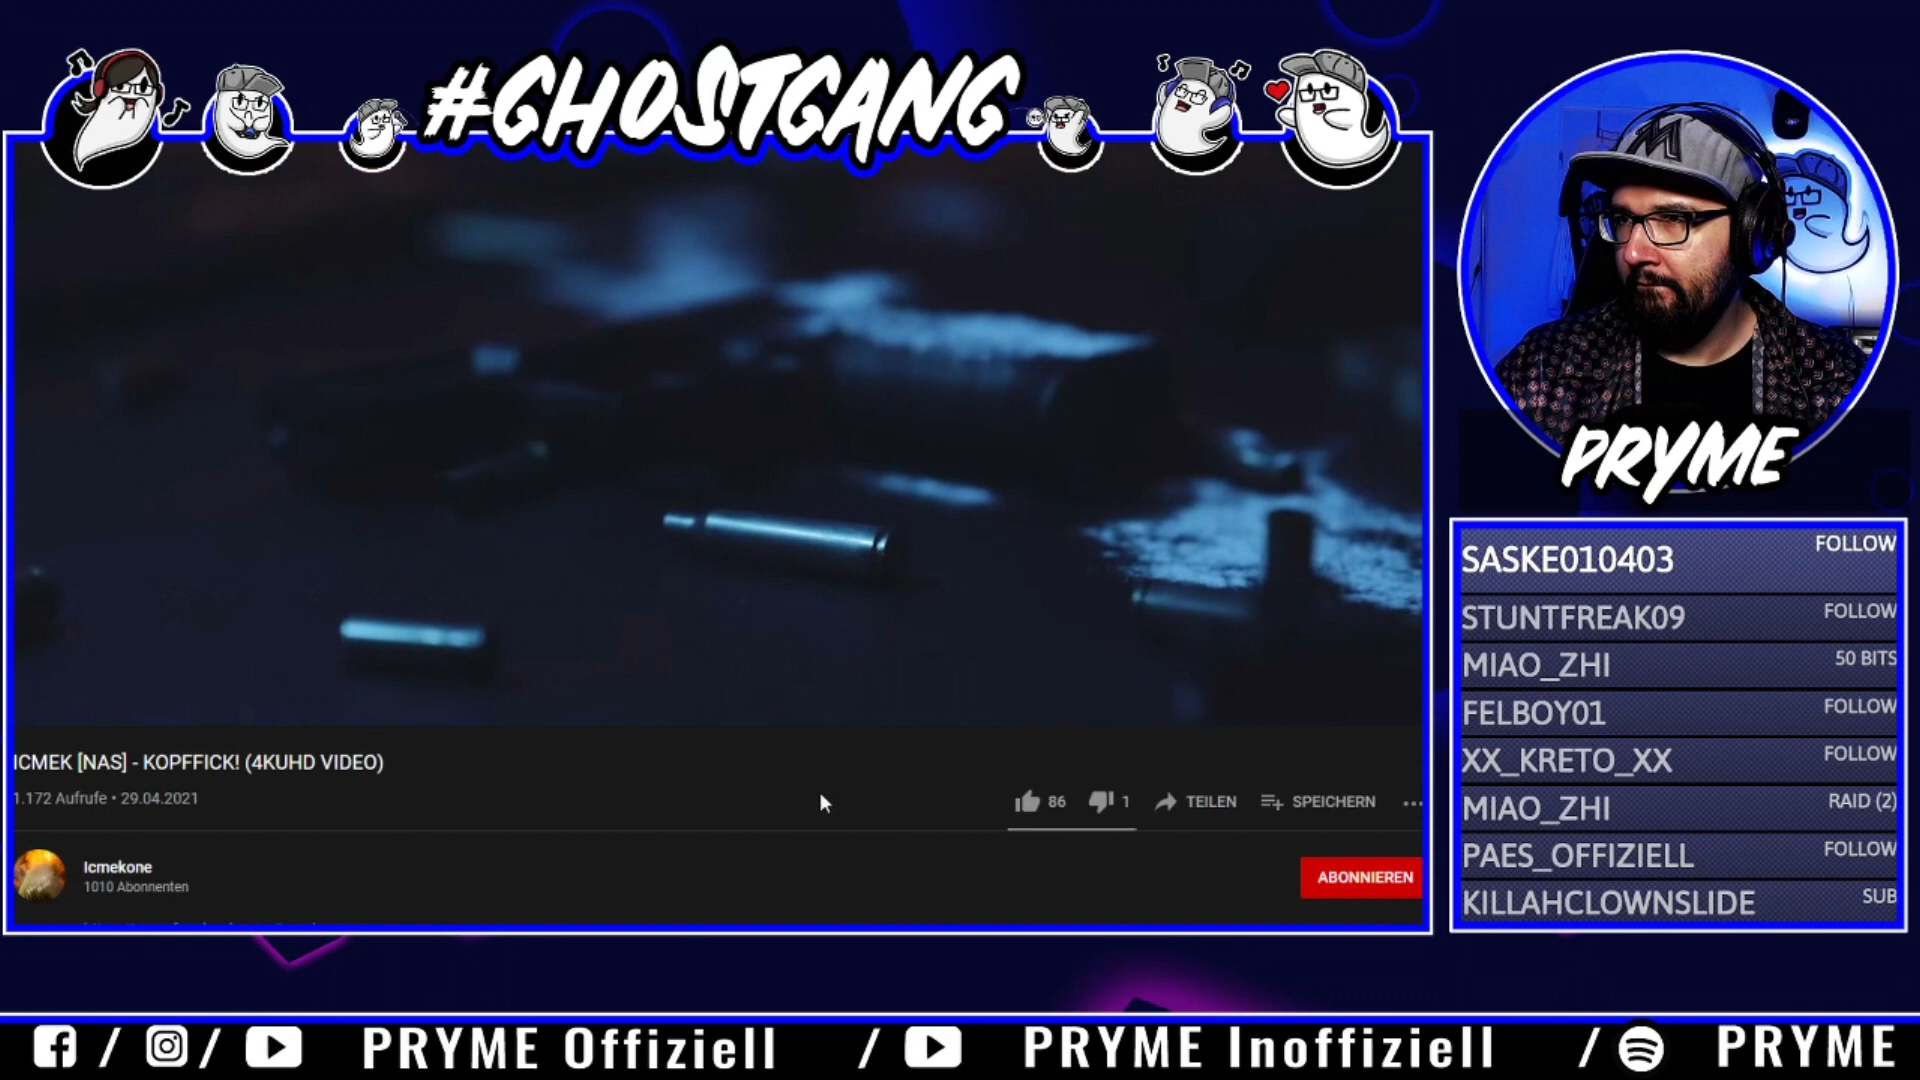 #GHOSTGANG
PRYME
ICMEK [NAS] - KOPFFICK! (4KUHD VIDEO)
1.172 Aufrufe • 29.04.2021
86
1
TEILEN
SPEICHERN
Icmekone
1010 Abonnenten
ABONNIEREN
SASKE010403 FOLLOW
STUNTFREAK09 FOLLOW
MIAO_ZHI 50 BITS
FELBOY01 FOLLOW
XX_KRETO_XX FOLLOW
MIAO_ZHI RAID (2)
PAES_OFFIZIELL FOLLOW
KILLAHCLOWNSLIDE SUB
/ / PRYME Offiziell / PRYME Inoffiziell / PRYME